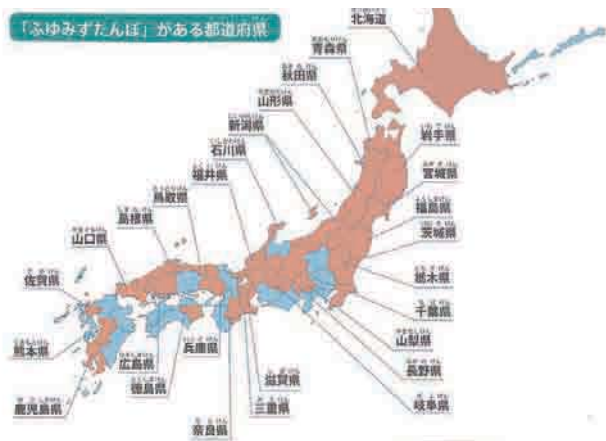 「ふゆみずたんぼ」がある都道府県
北海道
青森県
秋田県
山形県
新潟県
石川県
福井県
鳥取県
島根県
山口県
佐賀県
熊本県
鹿児島県
岩手県
宮城県
福島県
茨城県
栃木県
千葉県
山梨県
長野県
岐阜県
滋賀県
三重県
奈良県
兵庫県
徳島県
広島県